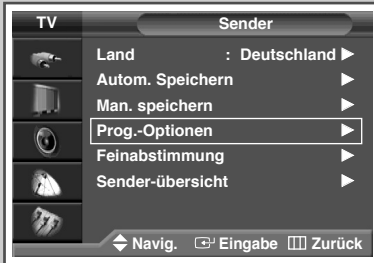 TV Sender
Land : Deutschland ►
Autom. Speichern ►
Man. speichern ►
Prog.-Optionen ►
Feinabstimmung ►
Sender-übersicht ►
Navig. Eingabe Zurück